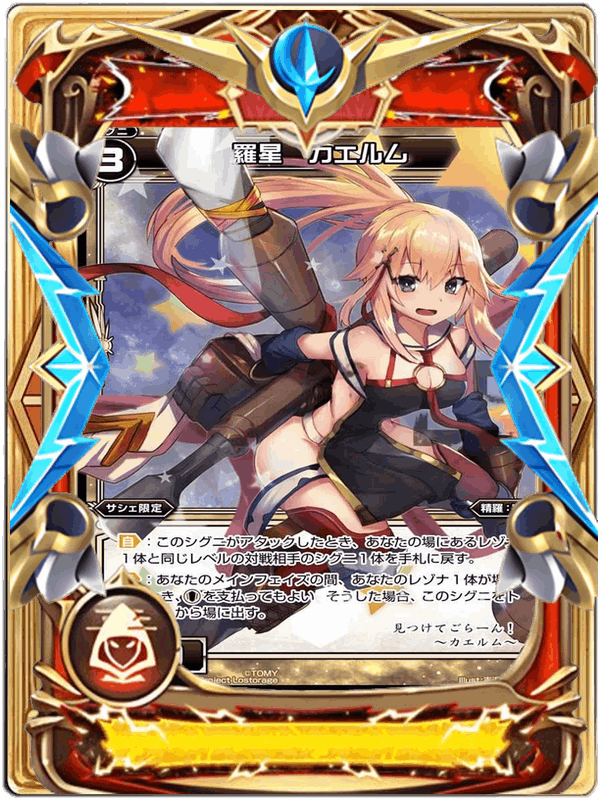 3
羅星 カエルム
サシェ限定
精羅:
自:このシグニがアタックしたとき、あなたの場にあるレゾ
1体と同じレベルの対戦相手のシグニ1体を手札に戻す。
:あなたのメインフェイズの間、あなたのレゾナ1体が場
き、を支払ってもよい そうした場合、このシグニをト
から場に出す。
見つけてごらーん!
～カエルム～
©TOMY
roject Lostorage
Illust: